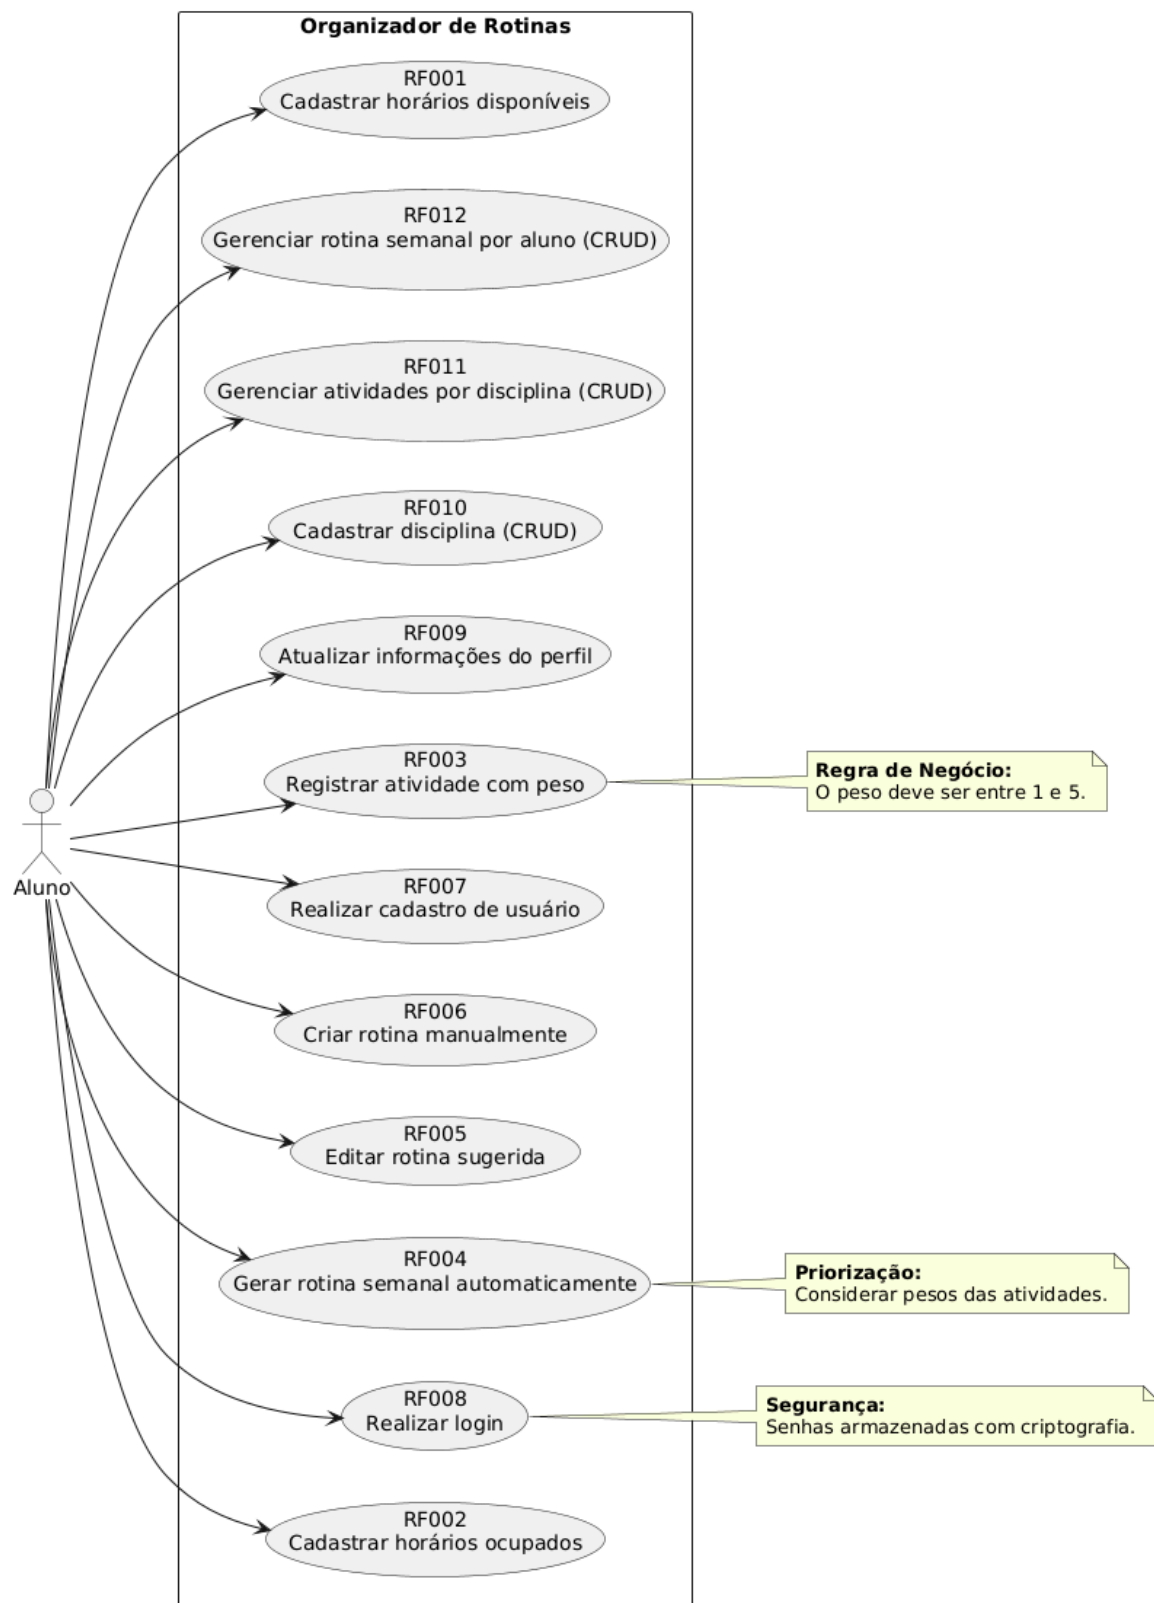 Organizador de Rotinas
RF001
Cadastrar horários disponíveis
RF012
Gerenciar rotina semanal por aluno (CRUD)
RF011
Gerenciar atividades por disciplina (CRUD)
RF010
Cadastrar disciplina (CRUD)
RF009
Atualizar informações do perfil
RF003
Registrar atividade com peso
Regra de Negócio:
O peso deve ser entre 1 e 5.
Aluno
RF007
Realizar cadastro de usuário
RF006
Criar rotina manualmente
RF005
Editar rotina sugerida
RF004
Gerar rotina semanal automaticamente
Priorização:
Considerar pesos das atividades.
RF008
Realizar login
Segurança:
Senhas armazenadas com criptografia.
RF002
Cadastrar horários ocupados